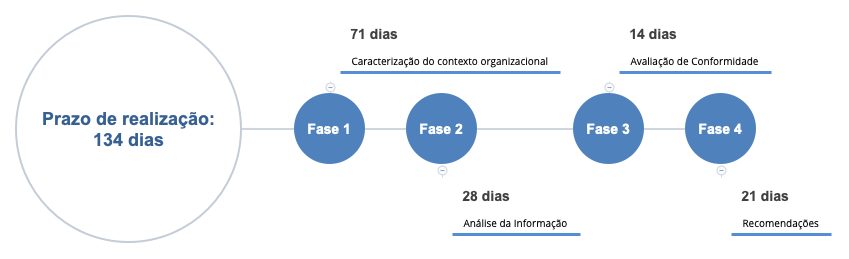 Prazo de realização:
134 dias
71 dias
Caracterização do contexto organizacional
Fase 1
Fase 2
28 dias
Análise da Informação
14 dias
Avaliação de Conformidade
Fase 3
Fase 4
21 dias
Recomendações